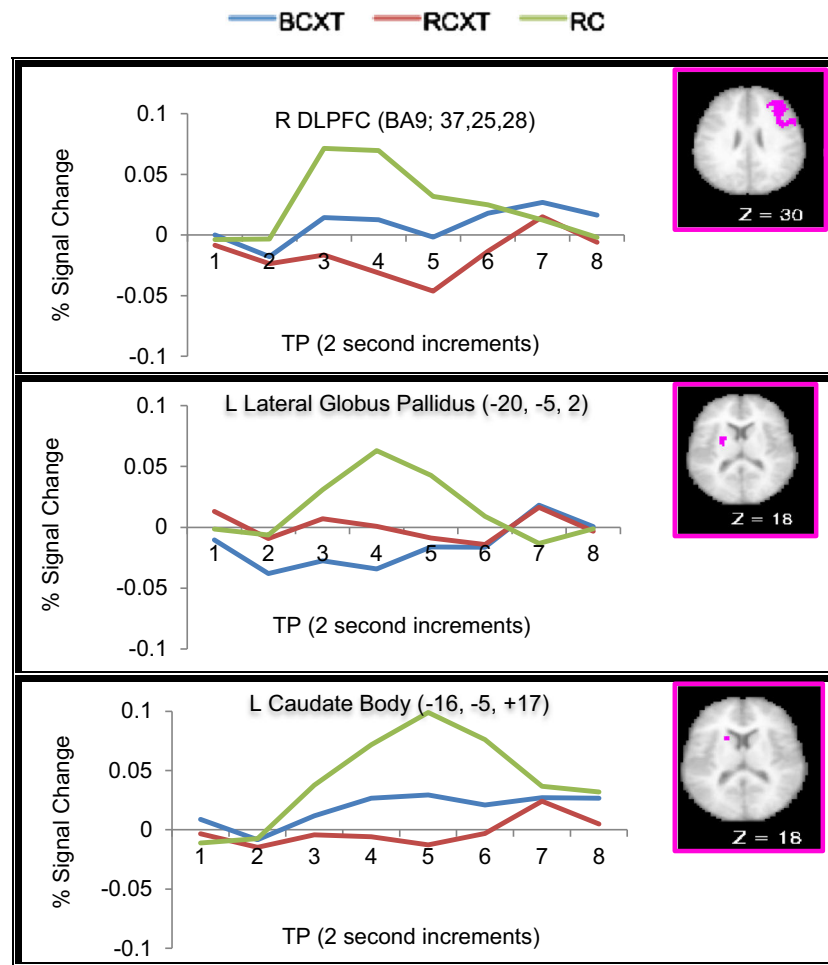 BCXT RCXT RC
R DLPFC (BA9; 37,25,28)
% Signal Change
0.1
0.05
0
-0.05
-0.1
1 2 3 4 5 6 7 8
TP (2 second increments)
Z = 30
L Lateral Globus Pallidus (-20, -5, 2)
% Signal Change
0.1
0.05
0
-0.05
-0.1
1 2 3 4 5 6 7 8
TP (2 second increments)
Z = 18
L Caudate Body (-16, -5, +17)
% Signal Change
0.1
0.05
0
-0.05
-0.1
1 2 3 4 5 6 7 8
TP (2 second increments)
Z = 18